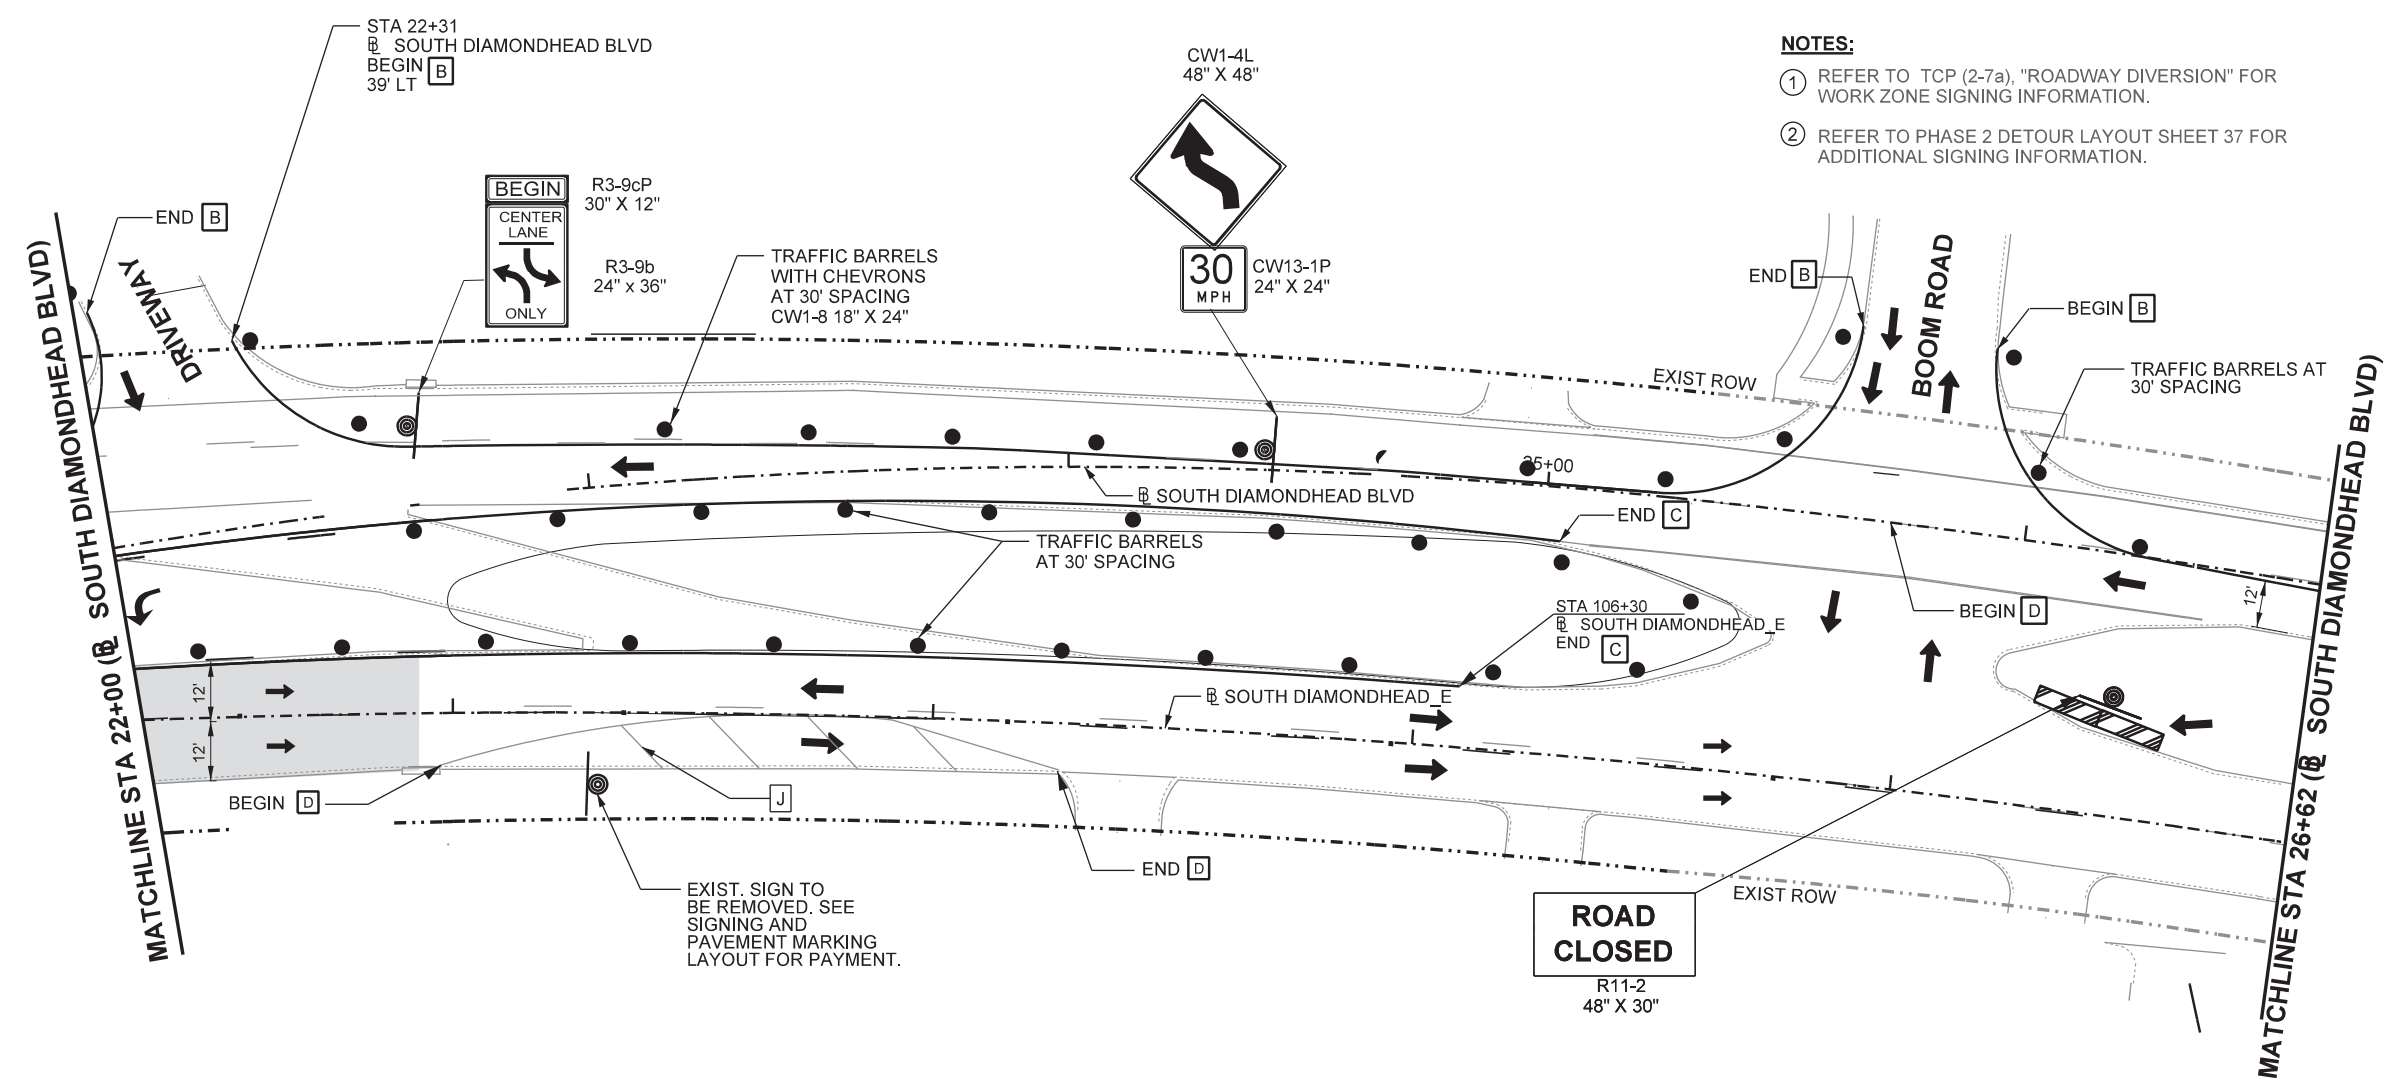 STA 22+31
℄ SOUTH DIAMONDHEAD BLVD
BEGIN B
39' LT
CW1-4L
48" X 48"
NOTES:
1 REFER TO TCP (2-7a), "ROADWAY DIVERSION" FOR
WORK ZONE SIGNING INFORMATION.
2 REFER TO PHASE 2 DETOUR LAYOUT SHEET 37 FOR
ADDITIONAL SIGNING INFORMATION.
END B
DRIVEWAY
BEGIN
R3-9cP
30" X 12"
CENTER
LANE
ONLY
R3-9b
24" x 36"
TRAFFIC BARRELS
WITH CHEVRONS
AT 30' SPACING
CW1-8 18" X 24"
30
MPH
CW13-1P
24" X 24"
END B
BOOM ROAD
BEGIN B
TRAFFIC BARRELS AT
30' SPACING
EXIST ROW
25+00
℄ SOUTH DIAMONDHEAD BLVD
END C
TRAFFIC BARRELS
AT 30' SPACING
STA 106+30
℄ SOUTH DIAMONDHEAD_E
END C
BEGIN D
12'
12'
12'
℄ SOUTH DIAMONDHEAD_E
BEGIN D
J
END D
EXIST. SIGN TO
BE REMOVED. SEE
SIGNING AND
PAVEMENT MARKING
LAYOUT FOR PAYMENT.
ROAD
CLOSED
R11-2
48" X 30"
EXIST ROW
MATCHLINE STA 22+00 (℄ SOUTH DIAMONDHEAD BLVD)
MATCHLINE STA 26+62 (℄ SOUTH DIAMONDHEAD BLVD)